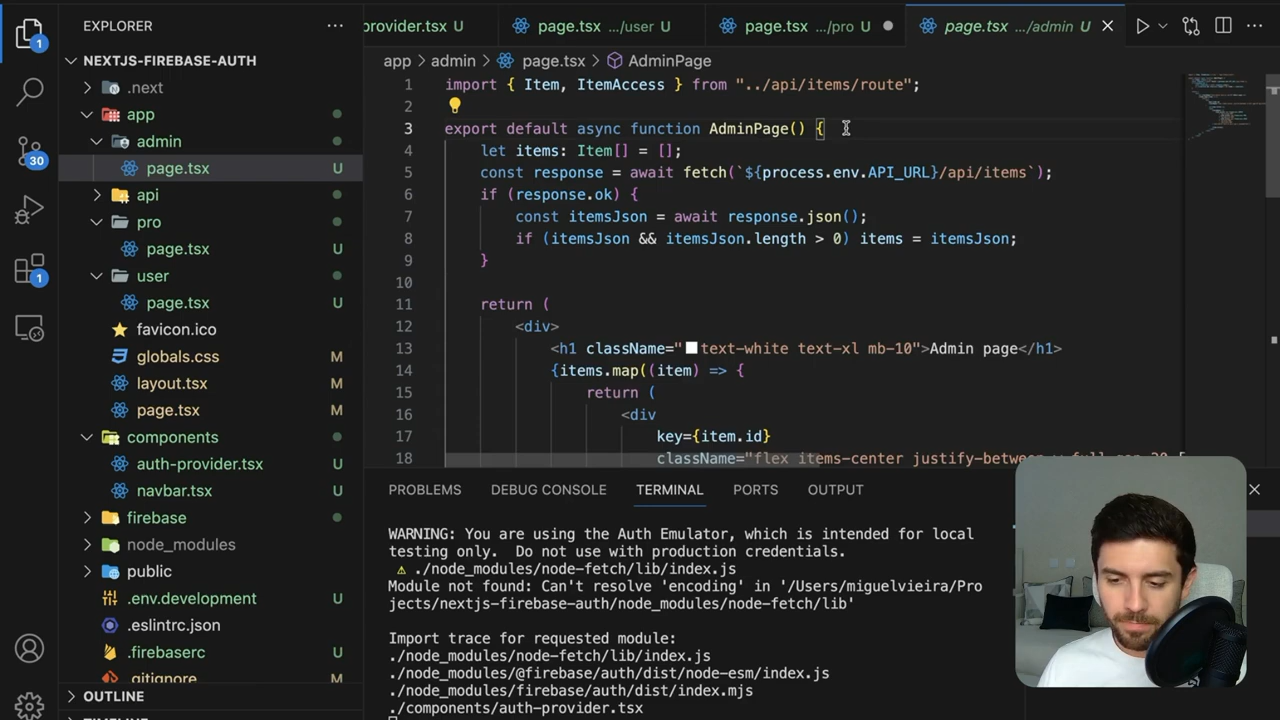 EXPLORER
NEXTJS-FIREBASE-AUTH
.next
app
admin
page.tsx U
api
pro
page.tsx U
user
page.tsx U
favicon.ico
globals.css M
layout.tsx M
page.tsx M
components
auth-provider.tsx U
navbar.tsx U
firebase
node_modules
public
.env.development U
.eslintrc.json
.firebaserc U
.gitignore M
OUTLINE
1
30
1
provider.tsx U
page.tsx .../user U
page.tsx .../pro
page.tsx .../admin U
app > admin > page.tsx > AdminPage
1 import { Item, ItemAccess } from "../api/items/route";
2
3 export default async function AdminPage() {
4 let items: Item[] = [];
5 const response = await fetch(`${process.env.API_URL}/api/items`);
6 if (response.ok) {
7 const itemsJson = await response.json();
8 if (itemsJson && itemsJson.length > 0) items = itemsJson;
9 }
10
11 return (
12 <div>
13 <h1 className="text-white text-xl mb-10">Admin page</h1>
14 {items.map((item) => {
15 return (
16 <div
17 key={item.id}
18 className="flex items-center justify-between
PROBLEMS DEBUG CONSOLE TERMINAL PORTS OUTPUT
WARNING: You are using the Auth Emulator, which is intended for local
testing only.  Do not use with production credentials.
⚠ ./node_modules/node-fetch/lib/index.js
Module not found: Can't resolve 'encoding' in '/Users/miguelvieira/Pro
jects/nextjs-firebase-auth/node_modules/node-fetch/lib'
Import trace for requested module:
./node_modules/node-fetch/lib/index.js
./node_modules/@firebase/auth/dist/node-esm/index.js
./node_modules/firebase/auth/dist/index.mjs
./components/auth-provider.tsx